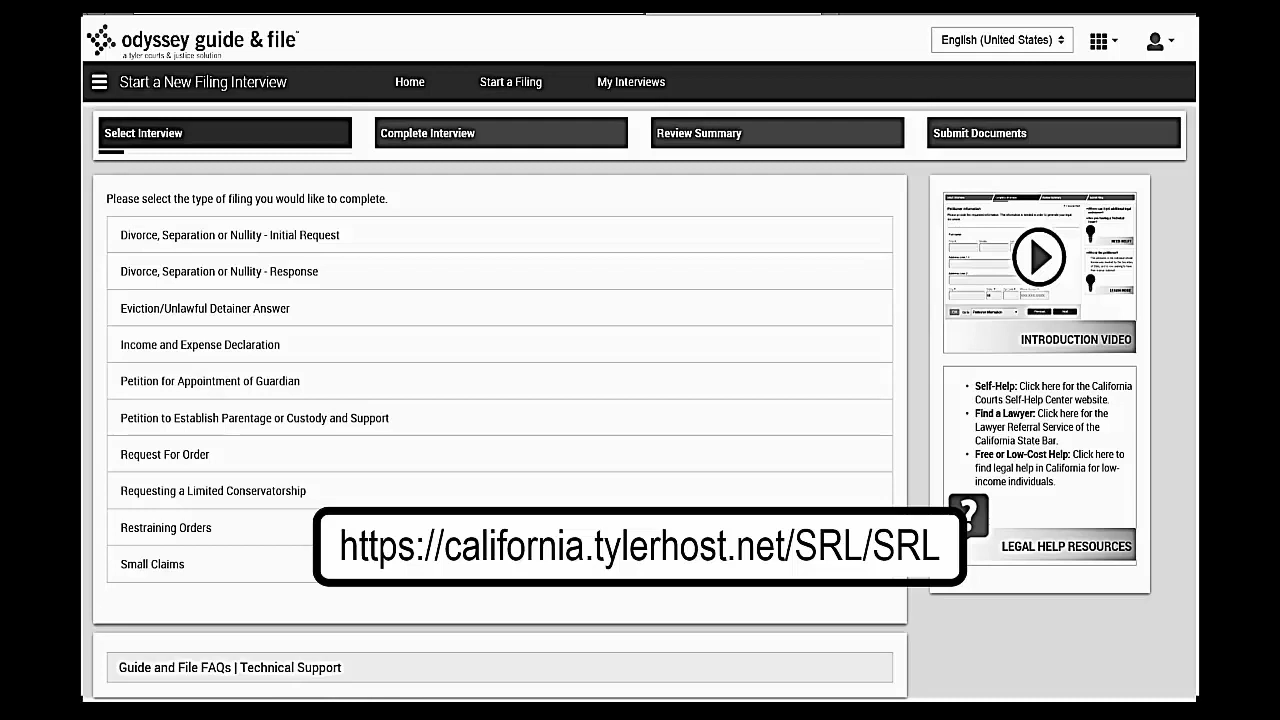 odyssey guide & file™
a tyler courts & justice solution
English (United States)
Start a New Filing Interview
Home
Start a Filing
My Interviews
Select Interview
Complete Interview
Review Summary
Submit Documents
Please select the type of filing you would like to complete.
Divorce, Separation or Nullity - Initial Request
Divorce, Separation or Nullity - Response
Eviction/Unlawful Detainer Answer
Income and Expense Declaration
Petition for Appointment of Guardian
Petition to Establish Parentage or Custody and Support
Request For Order
Requesting a Limited Conservatorship
Restraining Orders
Small Claims
INTRODUCTION VIDEO
• Self-Help: Click here for the California
Courts Self-Help Center website.
• Find a Lawyer: Click here for the
Lawyer Referral Service of the
California State Bar.
• Free or Low-Cost Help: Click here to
find legal help in California for low-
income individuals.
?
LEGAL HELP RESOURCES
https://california.tylerhost.net/SRL/SRL
Guide and File FAQs | Technical Support